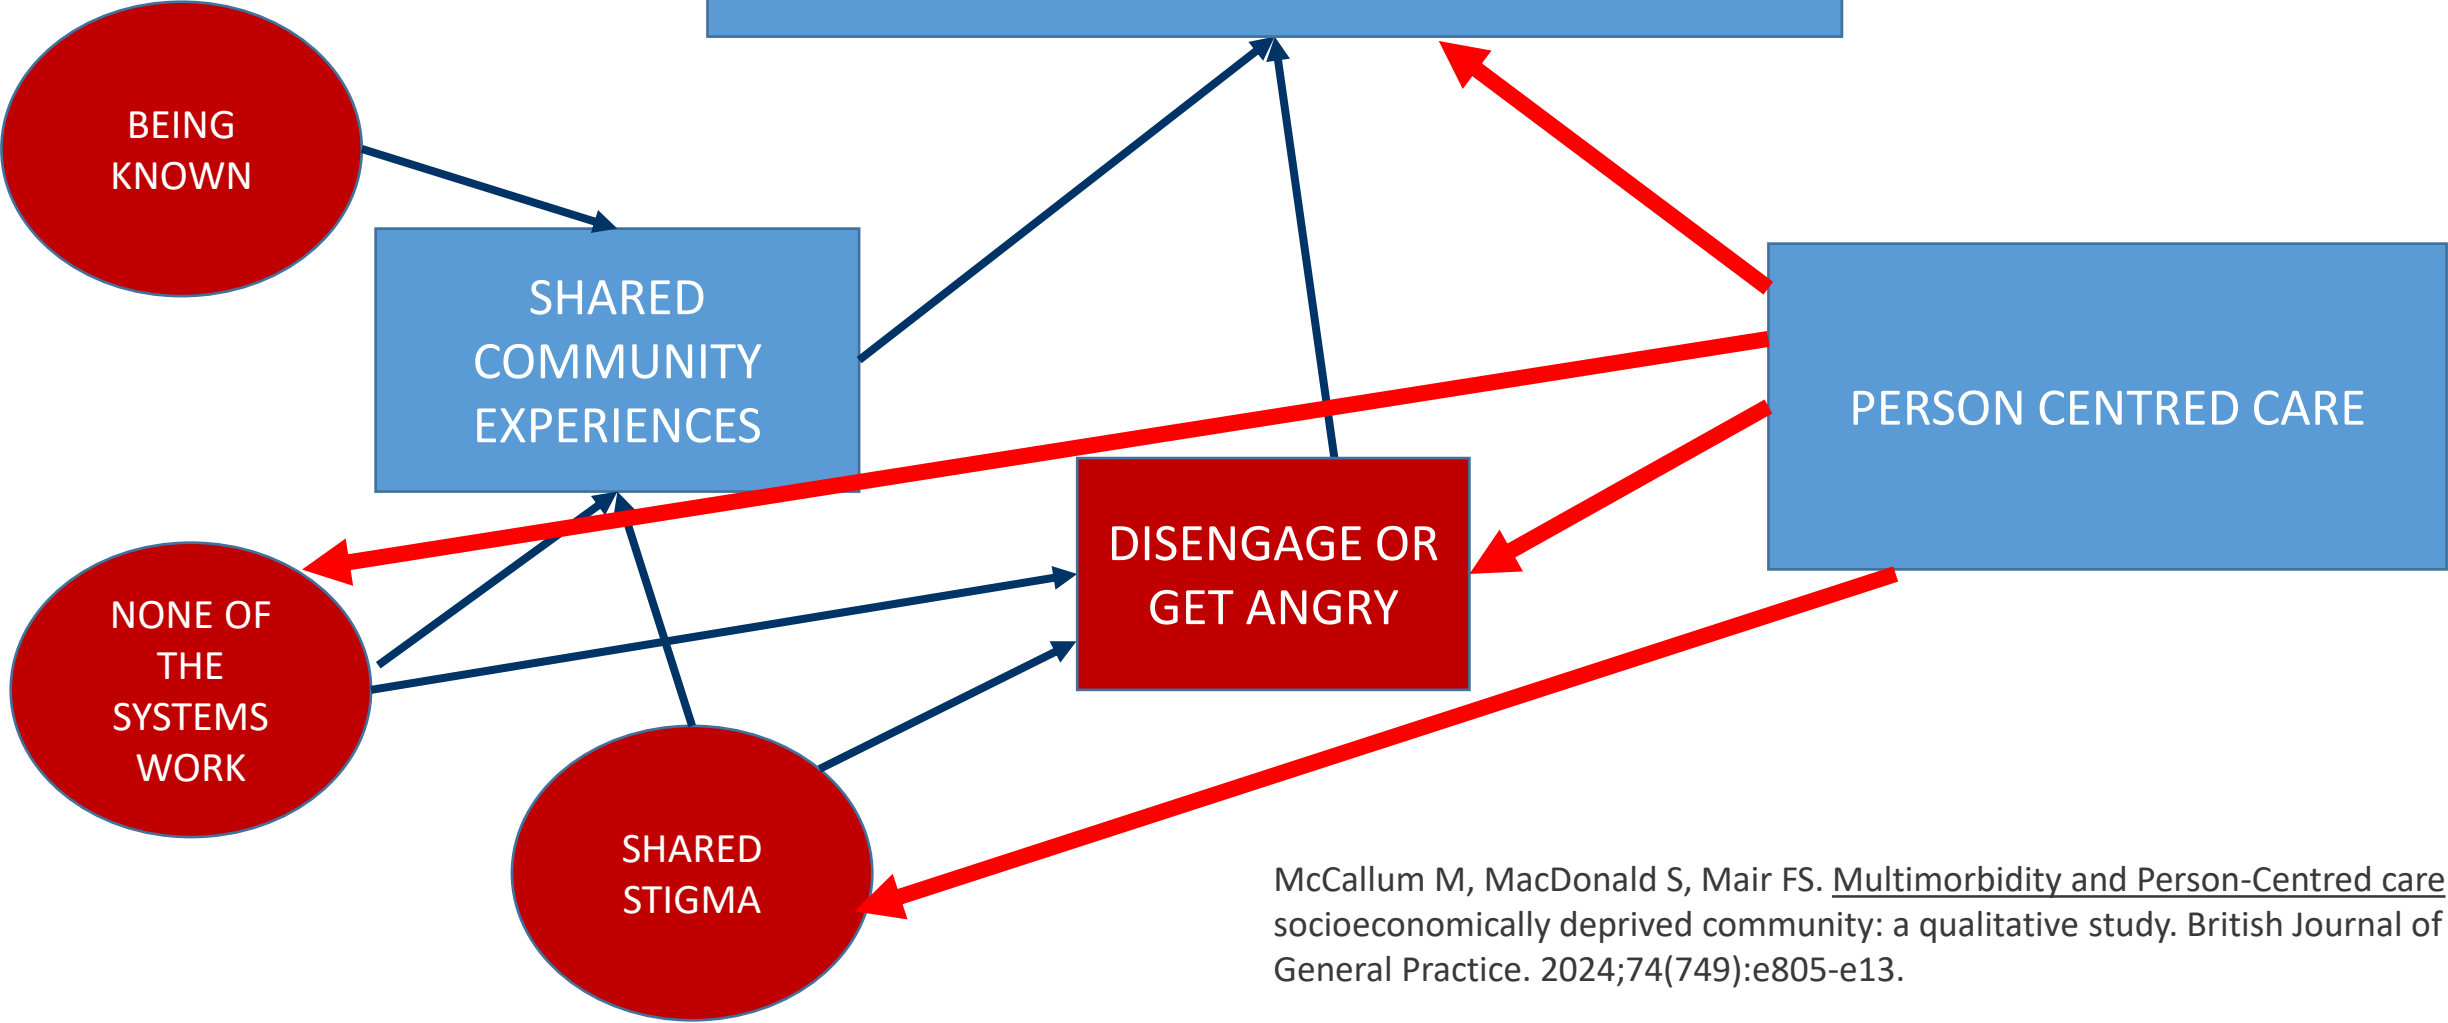 BEING
KNOWN
SHARED
COMMUNITY
EXPERIENCES
PERSON CENTRED CARE
DISENGAGE OR
GET ANGRY
NONE OF
THE
SYSTEMS
WORK
SHARED
STIGMA
McCallum M, MacDonald S, Mair FS. Multimorbidity and Person-Centred care
socioeconomically deprived community: a qualitative study. British Journal of
General Practice. 2024;74(749):e805-e13.